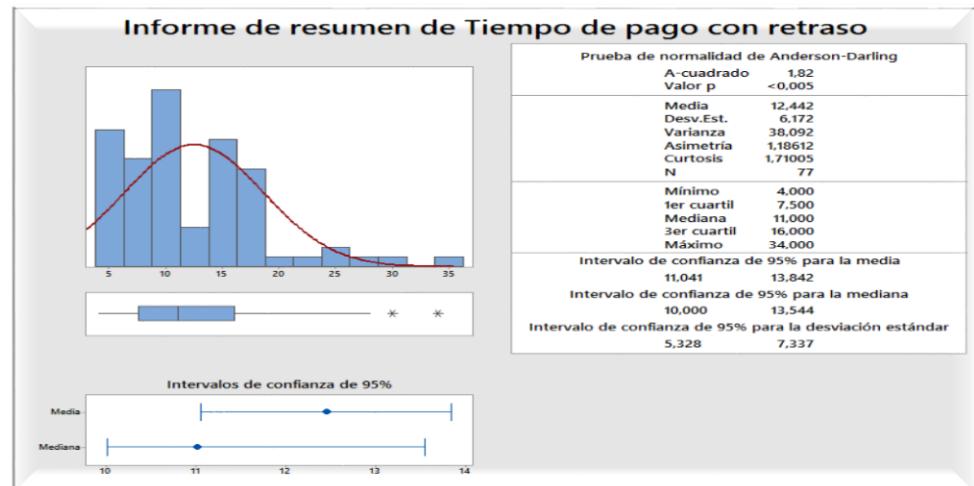 Informe de resumen de Tiempo de pago con retraso
5 10 15 20 25 30 35
* *
Intervalos de confianza de 95%
Media
Mediana
10 11 12 13 14
Prueba de normalidad de Anderson-Darling
A-cuadrado 1,82
Valor p <0,005
Media 12,442
Desv.Est. 6,172
Varianza 38,092
Asimetría 1,18612
Curtosis 1,71005
N 77
Mínimo 4,000
1er cuartil 7,500
Mediana 11,000
3er cuartil 16,000
Máximo 34,000
Intervalo de confianza de 95% para la media
11,041 13,842
Intervalo de confianza de 95% para la mediana
10,000 13,544
Intervalo de confianza de 95% para la desviación estándar
5,328 7,337